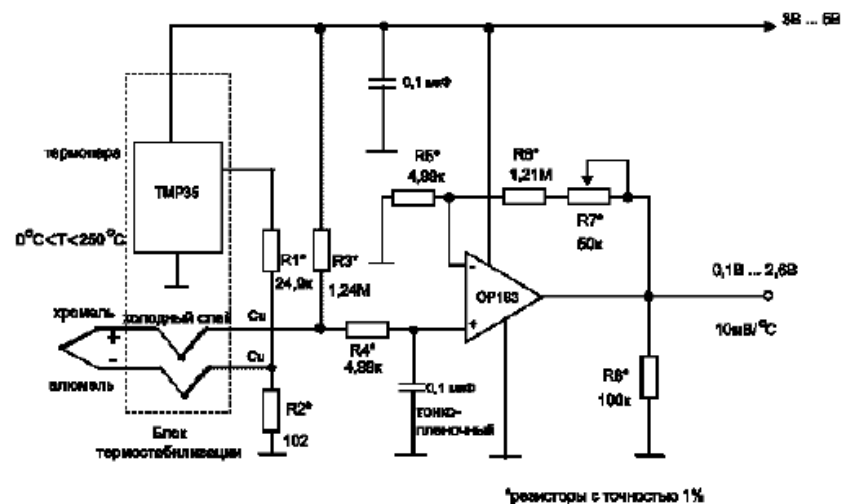 3В ... 5В
0,1 мкФ
термопара
TMP35
0°C<T<250°C
R1*
24,9к
R3*
1,24М
R5*
4,99к
R6*
1,21М
R7*
50к
-
+
OP193
0,1В ... 2,6В
10мВ/°C
хромель
холодный спай
Cu
+
-
Cu
R4*
4,99к
алюмель
R2*
102
0,1 мкФ
тонко-
пленочный
R8*
100к
Блок
термостабилизации
*резисторы с точностью 1%